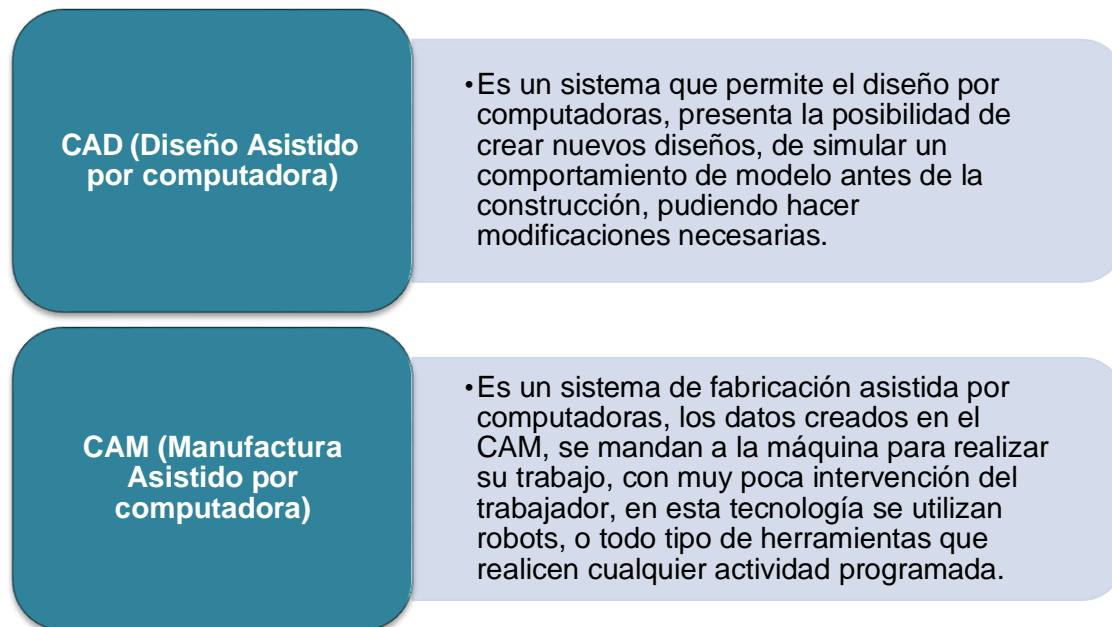 CAD (Diseño Asistido
por computadora)
•Es un sistema que permite el diseño por
computadoras, presenta la posibilidad de
crear nuevos diseños, de simular un
comportamiento de modelo antes de la
construcción, pudiendo hacer
modificaciones necesarias.
CAM (Manufactura
Asistido por
computadora)
•Es un sistema de fabricación asistida por
computadoras, los datos creados en el
CAM, se mandan a la máquina para realizar
su trabajo, con muy poca intervención del
trabajador, en esta tecnología se utilizan
robots, o todo tipo de herramientas que
realicen cualquier actividad programada.